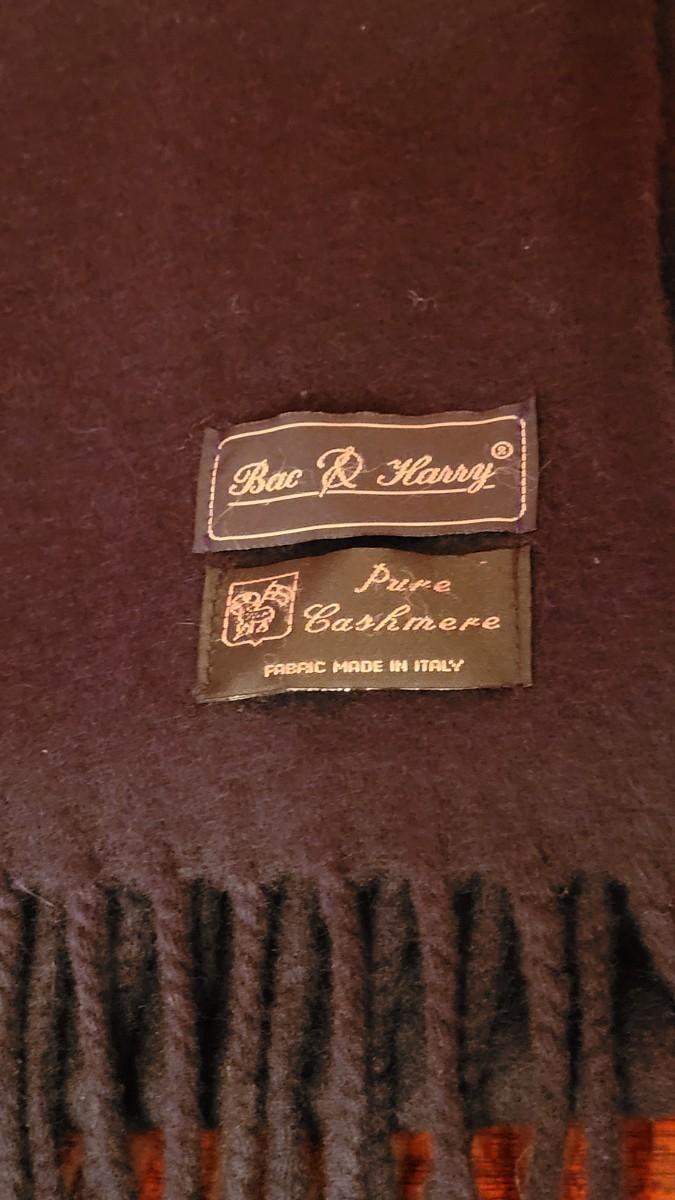 Bac & Harry®
Pure
Cashmere
FABRIC MADE IN ITALY